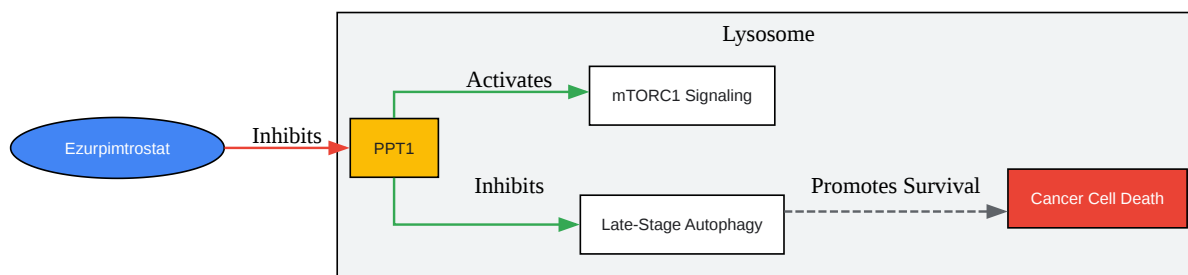 Lysosome
Activates
mTORC1 Signaling
Ezurpimtrostat
Inhibits
PPT1
Inhibits
Late-Stage Autophagy
Promotes Survival
Cancer Cell Death